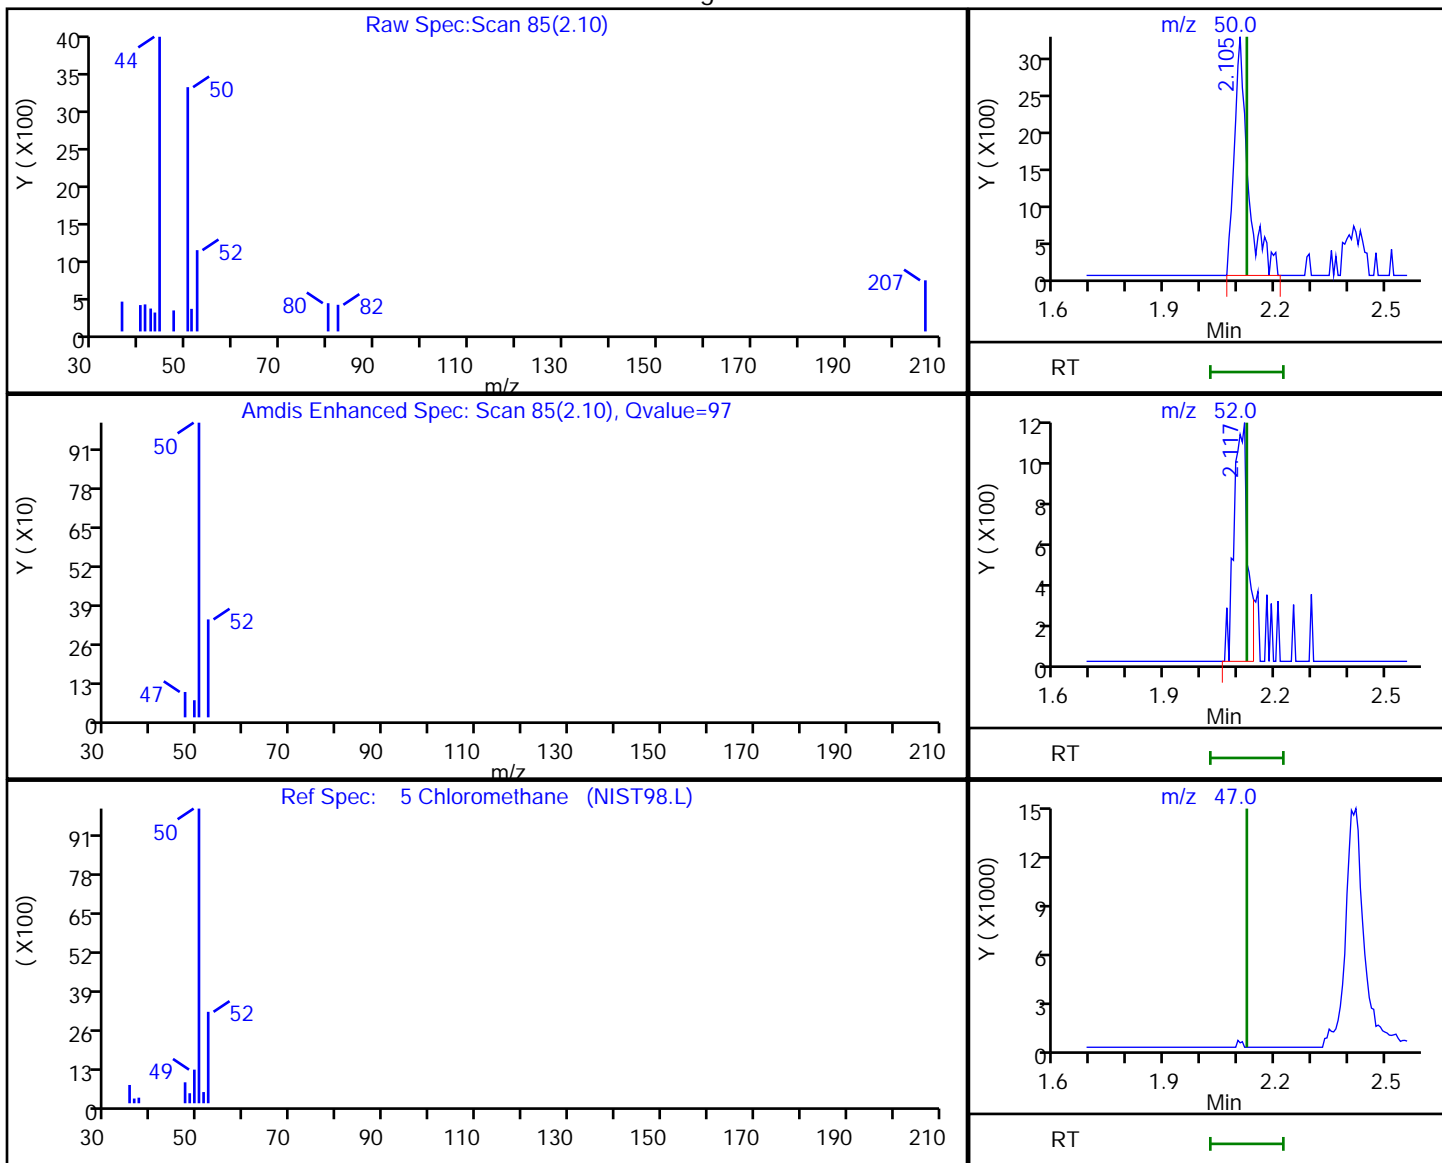 Raw Spec:Scan 85(2.10)
Y ( X100)
40
35
30
25
20
15
10
5
0
44
50
52
80
82
207
30 50 70 90 110 130 150 170 190 210
m/z
m/z 50.0
Y ( X100)
30
25
20
15
10
5
0
2.105
1.6 1.9 2.2 2.5
Min
RT
Amdis Enhanced Spec: Scan 85(2.10), Qvalue=97
Y ( X10)
91
78
65
52
39
26
13
0
50
52
47
30 50 70 90 110 130 150 170 190 210
m/z
m/z 52.0
Y ( X100)
12
10
8
6
4
2
0
2.117
1.6 1.9 2.2 2.5
Min
RT
Ref Spec: 5 Chloromethane (NIST98.L)
( X100)
91
78
65
52
39
26
13
0
50
52
49
30 50 70 90 110 130 150 170 190 210
m/z 47.0
Y ( X1000)
15
12
9
6
3
0
1.6 1.9 2.2 2.5
Min
RT